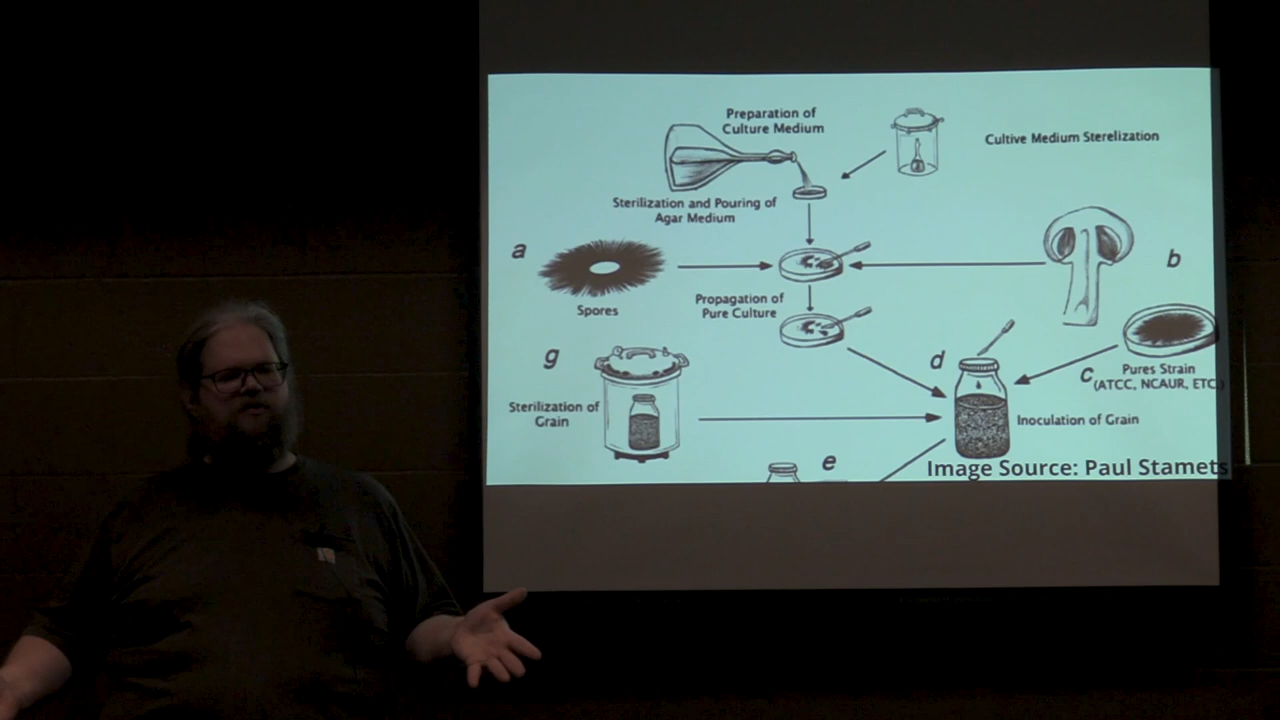 Preparation of
Culture Medium
Cultive Medium Sterelization
Sterilization and Pouring of
Agar Medium
a
b
Spores
Propagation of
Pure Culture
g
d
c
Pures Strain
(ATCC, NCAUR, ETC.)
Sterilization of
Grain
Inoculation of Grain
e
Image Source: Paul Stamets